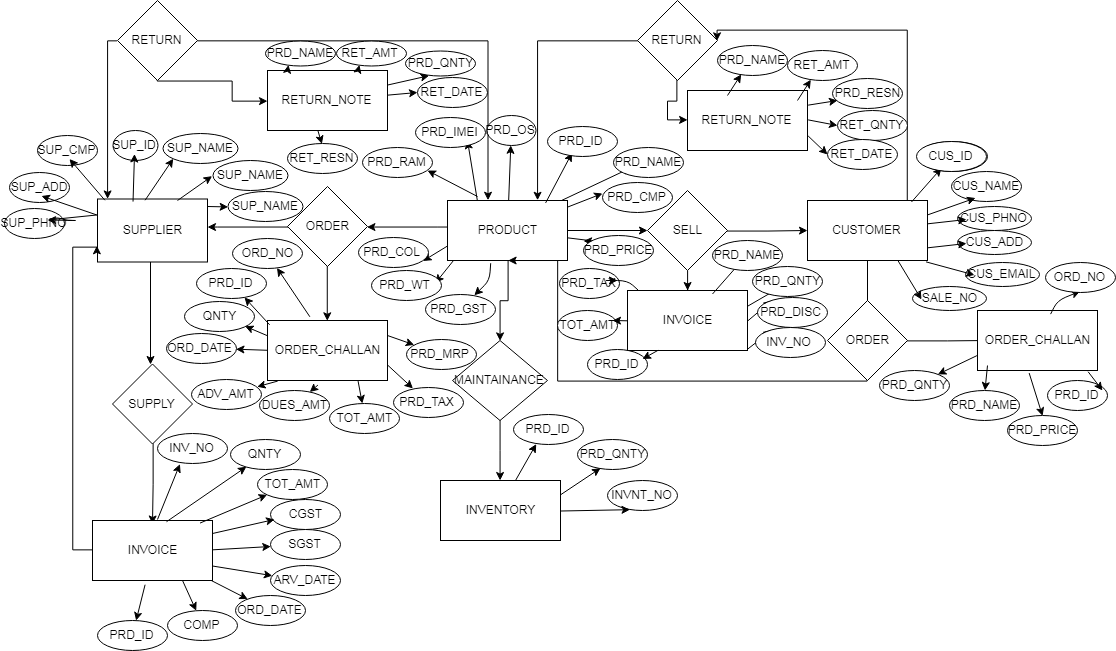 RETURN
RETURN
PRD_NAME
RET_AMT
PRD_QNTY
RET_DATE
RETURN_NOTE
RET_RESN
PRD_NAME
RET_AMT
PRD_RESN
RET_QNTY
RET_DATE
RETURN_NOTE
SUP_CMP
SUP_ID
SUP_NAME
SUP_NAME
SUP_NAME
SUP_ADD
SUP_PHNO
SUPPLIER
ORDER
PRD_IMEI
PRD_OS
PRD_ID
PRD_NAME
PRD_RAM
PRD_CMP
PRODUCT
PRD_PRICE
PRD_COL
PRD_WT
PRD_GST
SELL
CUS_ID
CUS_NAME
CUS_PHNO
CUS_ADD
CUS_EMAIL
SALE_NO
CUSTOMER
ORD_NO
PRD_ID
QNTY
ORD_DATE
ADV_AMT
DUES_AMT
TOT_AMT
PRD_TAX
PRD_MRP
ORDER_CHALLAN
PRD_NAME
PRD_QNTY
PRD_DISC
INV_NO
PRD_TAX
TOT_AMT
PRD_ID
INVOICE
ORDER
ORD_NO
ORDER_CHALLAN
PRD_QNTY
PRD_NAME
PRD_PRICE
PRD_ID
MAINTAINANCE
SUPPLY
PRD_ID
PRD_QNTY
INVNT_NO
INVENTORY
INV_NO
QNTY
TOT_AMT
CGST
SGST
ARV_DATE
ORD_DATE
COMP
PRD_ID
INVOICE